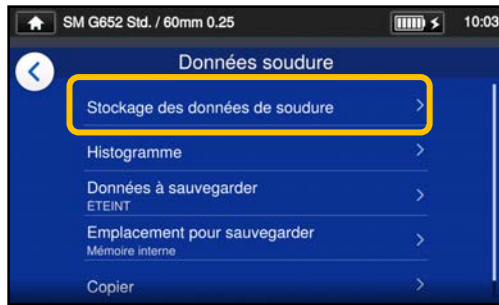 SM G652 Std. / 60mm 0.25
10:03
Données soudure
Stockage des données de soudure
Histogramme
Données à sauvegarder
ETEINT
Emplacement pour sauvegarder
Mémoire interne
Copier